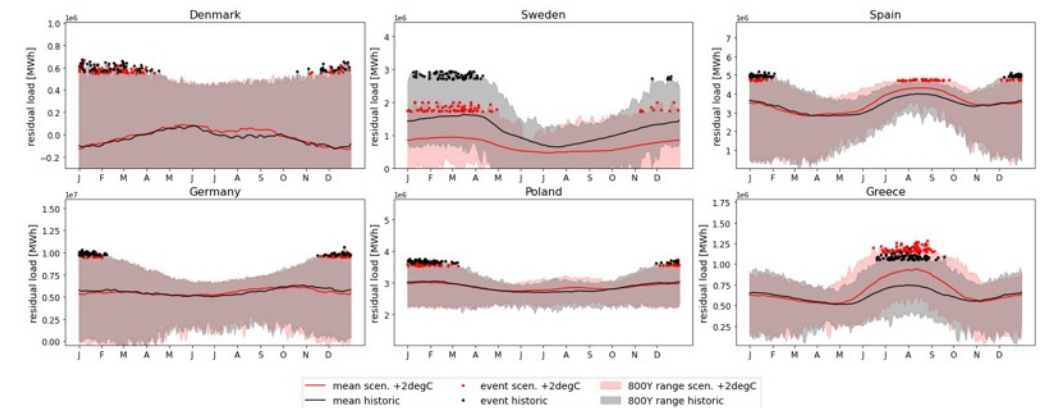 Denmark
1e6
residual load [MWh]
1.0
0.8
0.6
0.4
0.2
0.0
−0.2
J F M A M J J A S O N D
Sweden
1e6
residual load [MWh]
4
3
2
1
0
J F M A M J J A S O N D
Spain
1e6
residual load [MWh]
7
6
5
4
3
2
1
J F M A M J J A S O N D
Germany
1e7
residual load [MWh]
1.50
1.25
1.00
0.75
0.50
0.25
0.00
J F M A M J J A S O N D
Poland
1e6
residual load [MWh]
5
4
3
2
J F M A M J J A S O N D
Greece
1e6
residual load [MWh]
1.75
1.50
1.25
1.00
0.75
0.50
0.25
J F M A M J J A S O N D
mean scen. +2degC
mean historic
event scen. +2degC
event historic
800Y range scen. +2degC
800Y range historic